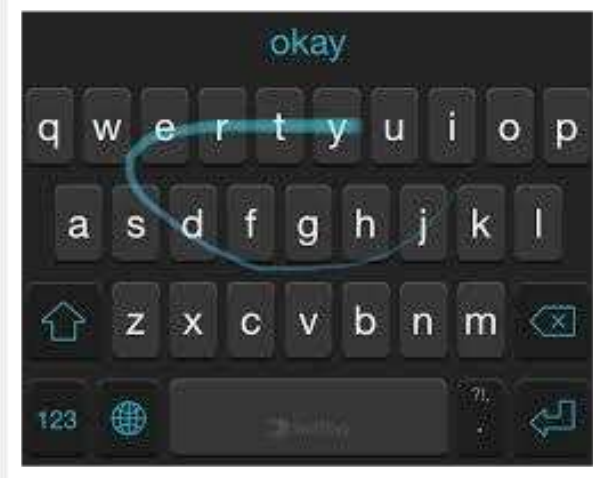 okay
q w e r t y u i o p
a s d f g h j k l
z x c v b n m
123 ?!,
.